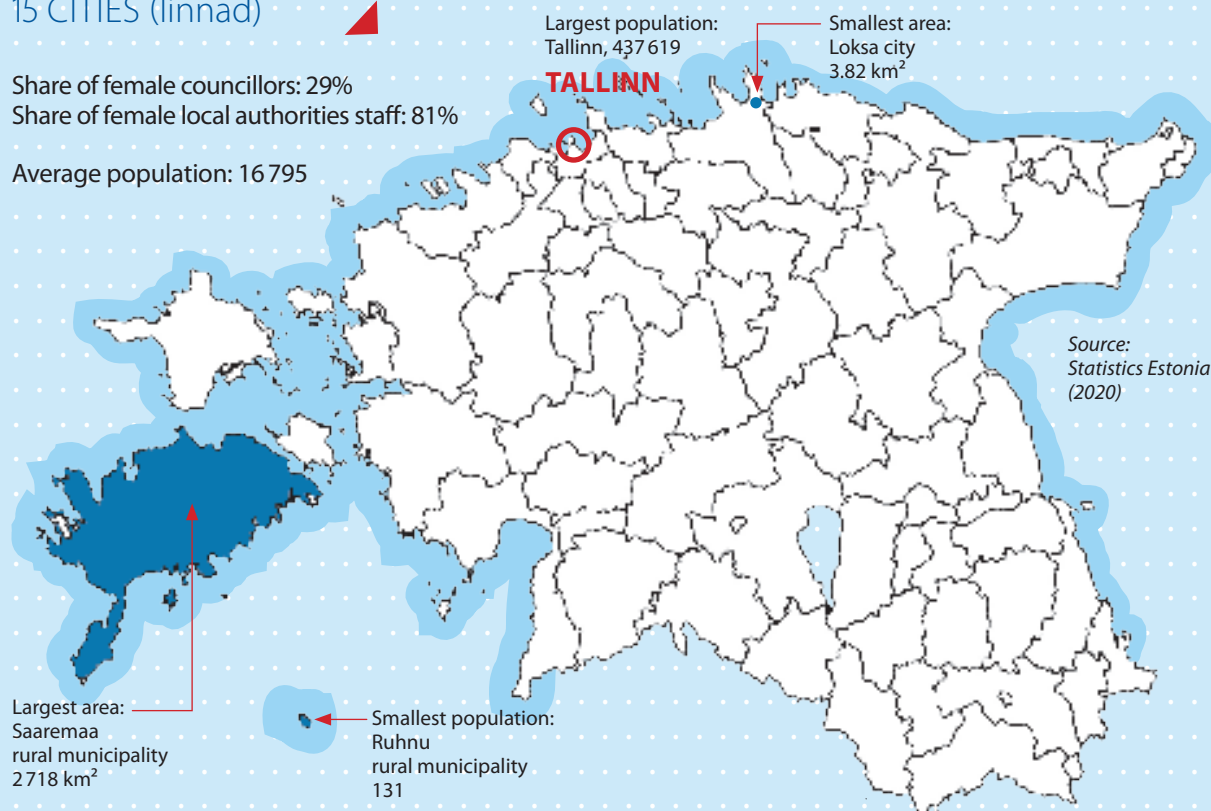 15 CITIES (linnad)
Share of female councillors: 29%
Share of female local authorities staff: 81%
Average population: 16 795
Largest population:
Tallinn, 437 619
TALLINN
Smallest area:
Loksa city
3.82 km²
Source:
Statistics Estonia
(2020)
Largest area:
Saaremaa
rural municipality
2 718 km²
Smallest population:
Ruhnu
rural municipality
131